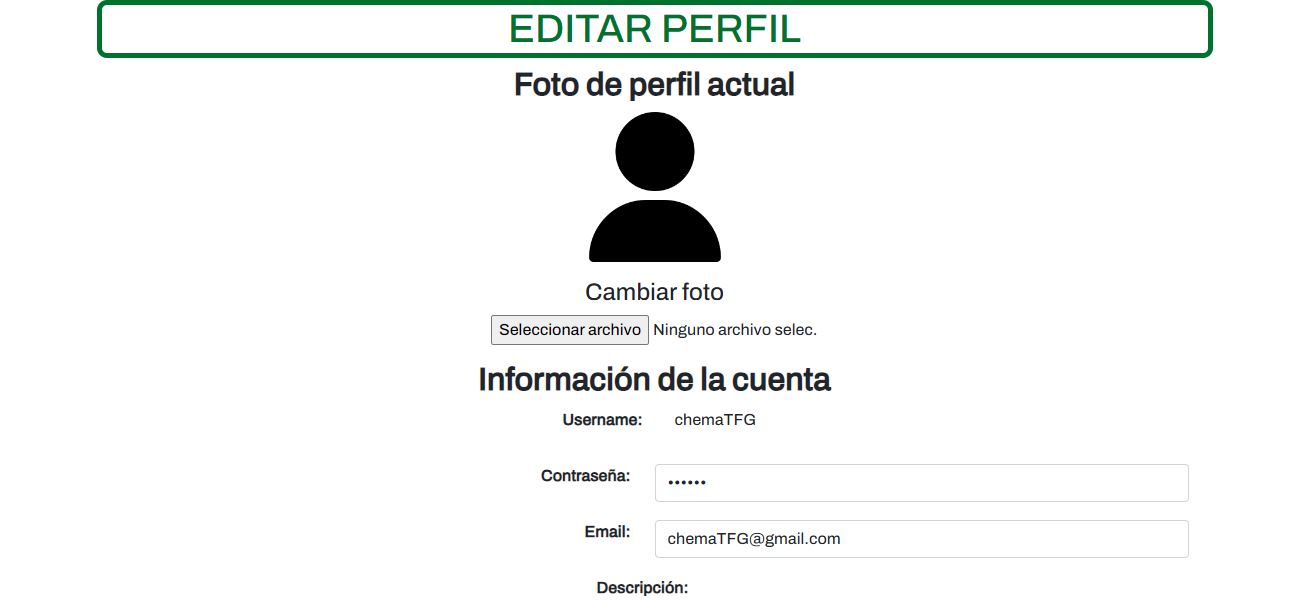 EDITAR PERFIL
Foto de perfil actual
Cambiar foto
Seleccionar archivo Ninguno archivo selec.
Información de la cuenta
Username: chemaTFG
Contraseña: ••••••
Email: chemaTFG@gmail.com
Descripción: